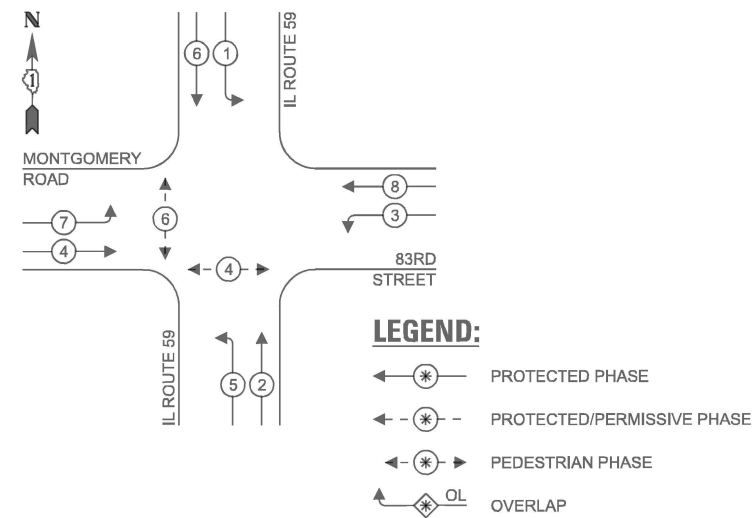 N
1
IL ROUTE 59
6
1
MONTGOMERY
ROAD
8
7
6
3
4
4
83RD
STREET
IL ROUTE 59
5
2
LEGEND:
* PROTECTED PHASE
* PROTECTED/PERMISSIVE PHASE
* PEDESTRIAN PHASE
* OL OVERLAP